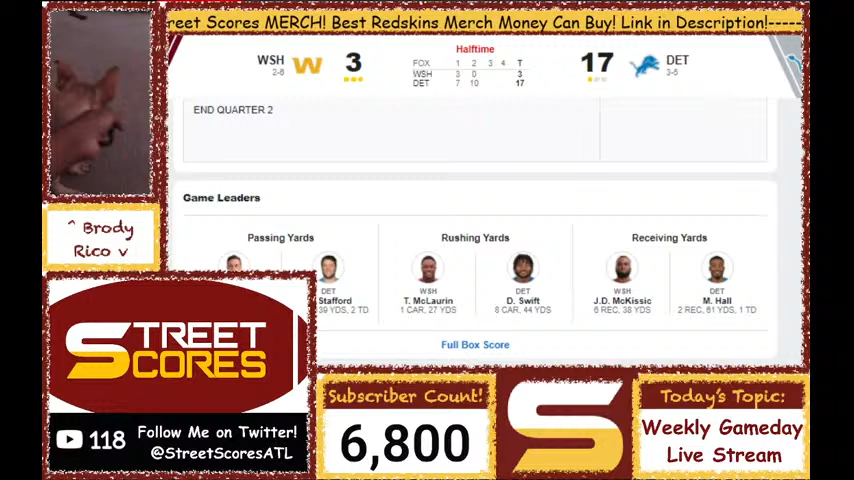 treet Scores MERCH! Best Redskins Merch Money Can Buy! Link in Description!-----
Halftime
WSH 2-6 W 3
FOX 1 2 3 4 T
WSH 3 0 3
DET 7 10 17
17 DET 3-5
END QUARTER 2
Game Leaders
Passing Yards
Rushing Yards
Receiving Yards
DET
Stafford
39 YDS, 2 TD
WSH
T. McLaurin
1 CAR, 27 YDS
DET
D. Swift
8 CAR, 44 YDS
WSH
J.D. McKissic
6 REC, 38 YDS
DET
M. Hall
2 REC, 61 YDS, 1 TD
Full Box Score
^ Brody
Rico v
STREET
SCORES
118
Follow Me on Twitter!
@StreetScoresATL
Subscriber Count!
6,800
S
Today's Topic:
Weekly Gameday
Live Stream